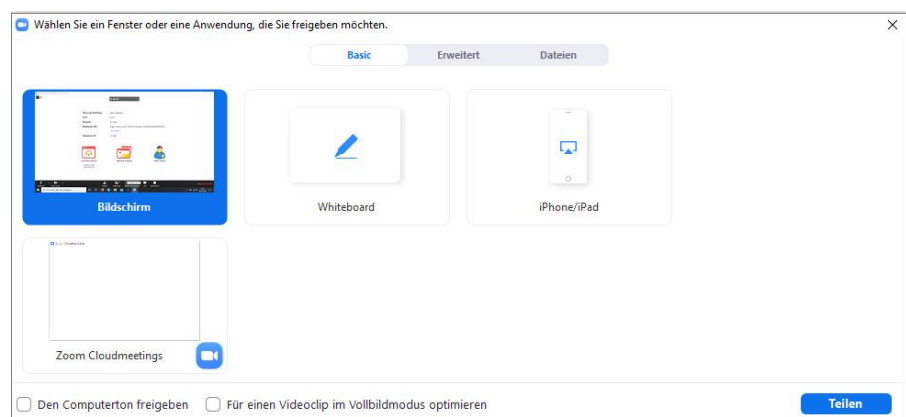 Wählen Sie ein Fenster oder eine Anwendung, die Sie freigeben möchten.
Basic
Erweitert
Dateien
Bildschirm
Whiteboard
iPhone/iPad
Zoom Cloudmeetings
Den Computerton freigeben
Für einen Videoclip im Vollbildmodus optimieren
Teilen